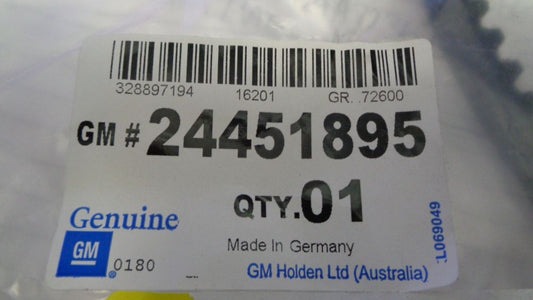 328897194 16201 GR. .72600
GM # 24451895
QTY.01
Genuine
GM ®
0180
Made In Germany
GM Holden Ltd (Australia)
:L069049